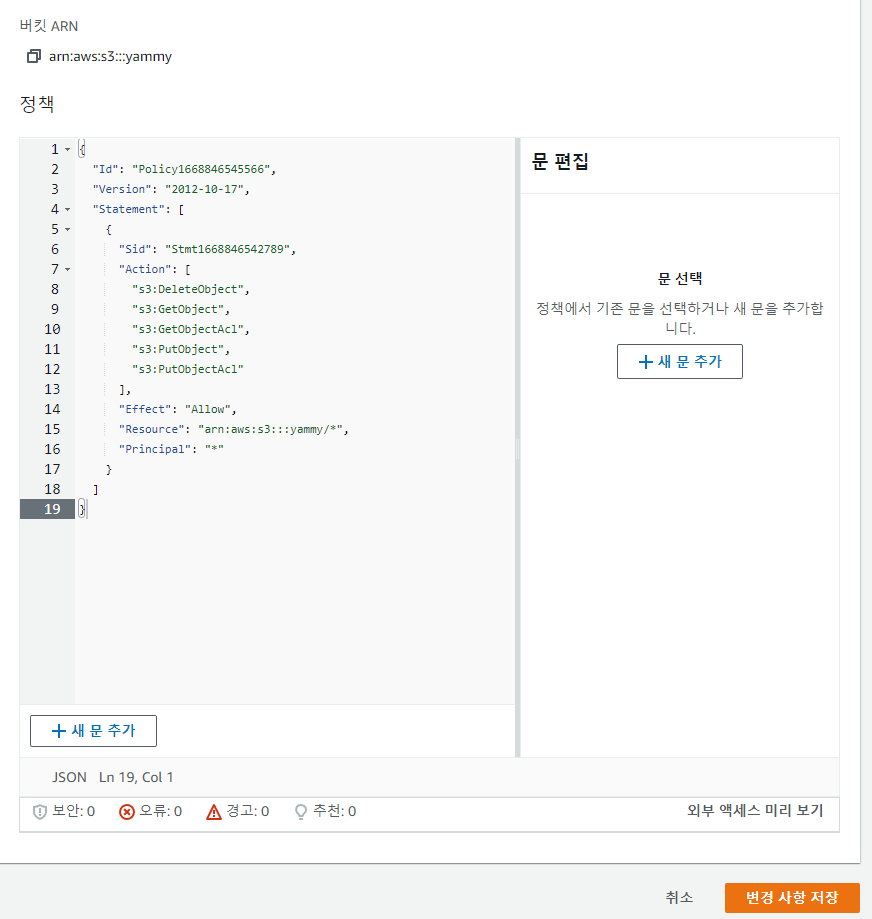 버킷 ARN
arn:aws:s3:::yammy
정책
1 {
2 "Id": "Policy1668846545566",
3 "Version": "2012-10-17",
4 "Statement": [
5 {
6 "Sid": "Stmt1668846542789",
7 "Action": [
8 "s3:DeleteObject",
9 "s3:GetObject",
10 "s3:GetObjectAcl",
11 "s3:PutObject",
12 "s3:PutObjectAcl"
13 ],
14 "Effect": "Allow",
15 "Resource": "arn:aws:s3:::yammy/*",
16 "Principal": "*"
17 }
18 ]
19 }
문 편집
문 선택
정책에서 기존 문을 선택하거나 새 문을 추가합
니다.
새 문 추가
새 문 추가
JSON Ln 19, Col 1
보안: 0 오류: 0 경고: 0 추천: 0 외부 액세스 미리 보기
취소 변경 사항 저장